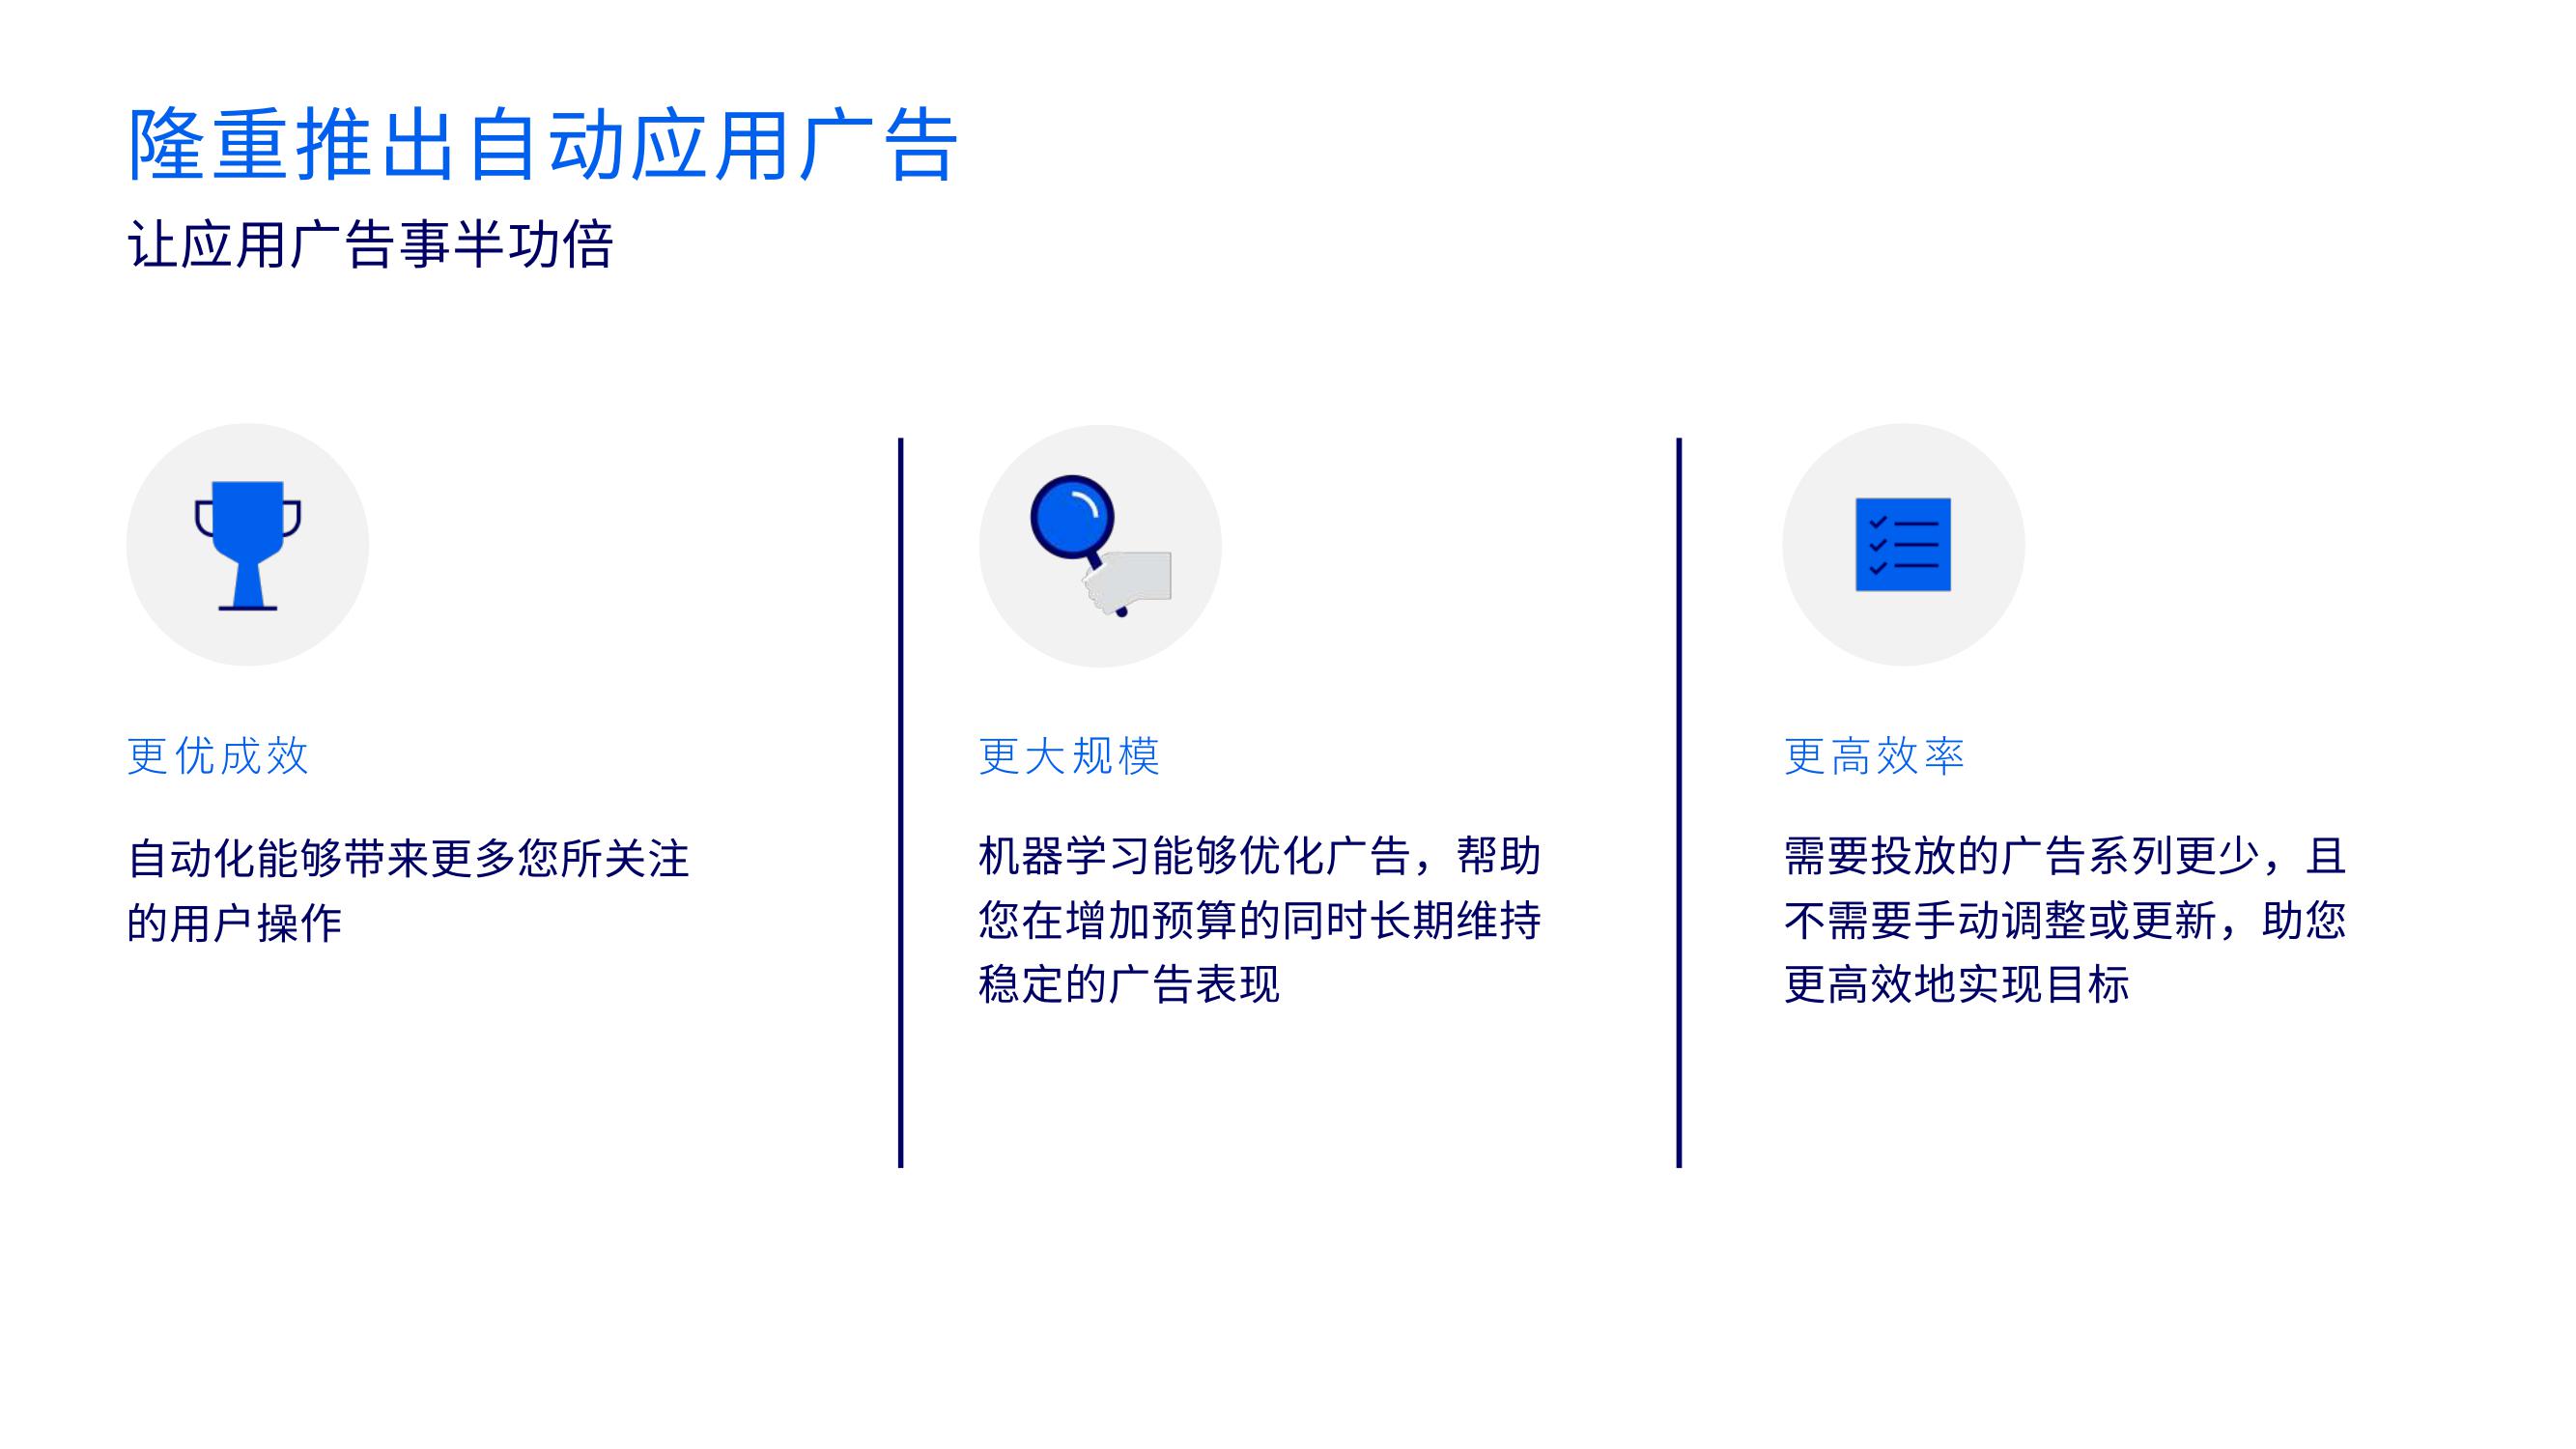 隆重推出自动应用广告
让应用广告事半功倍
更优成效
自动化能够带来更多您所关注
的用户操作
更大规模
机器学习能够优化广告，帮助
您在增加预算的同时长期维持
稳定的广告表现
更高效率
需要投放的广告系列更少，且
不需要手动调整或更新，助您
更高效地实现目标